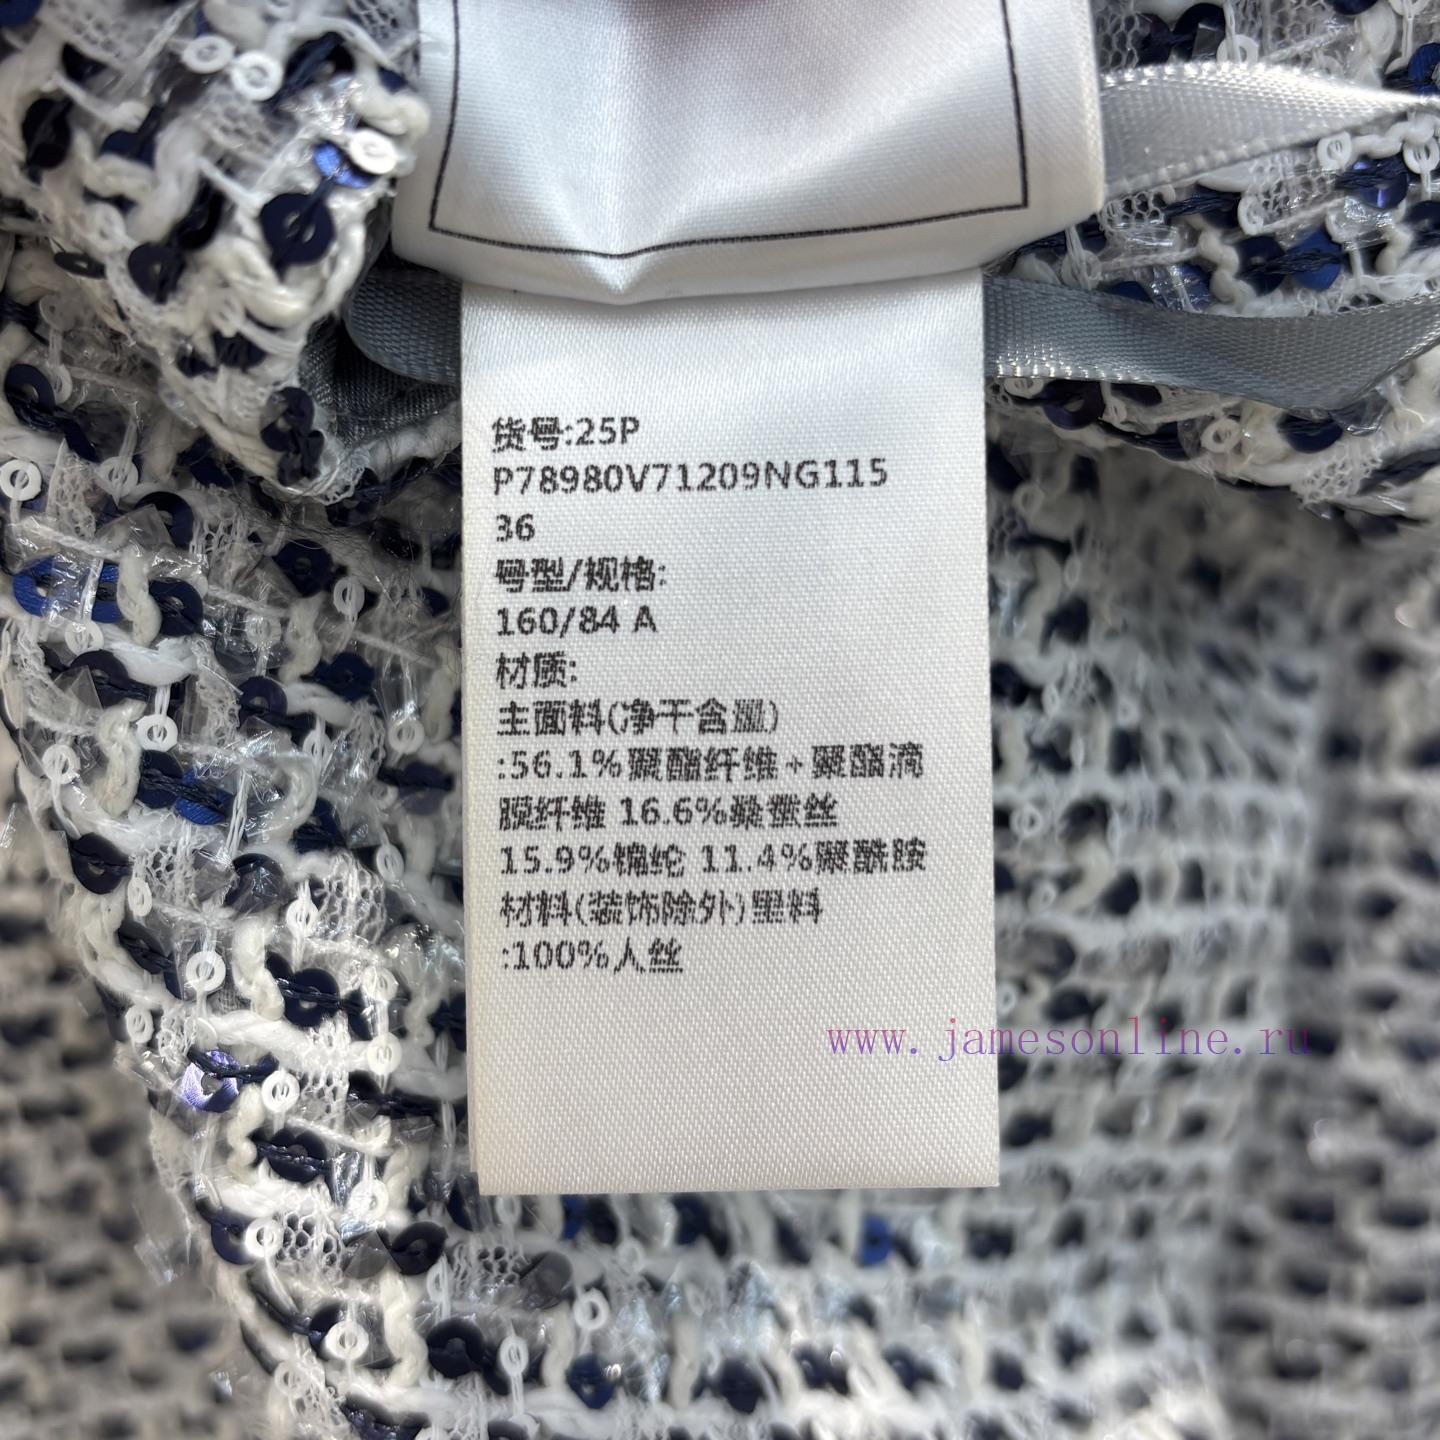 货号:25P
P78980V71209NG115
36
号型/规格:
160/84 A
材质:
主面料(净干含量)
:56.1%聚酯纤维+聚酯薄
膜纤维 16.6%桑蚕丝
15.9%锦纶 11.4%聚酰胺
材料(装饰除外)里料
:100%人丝
www.jamesonline.ru